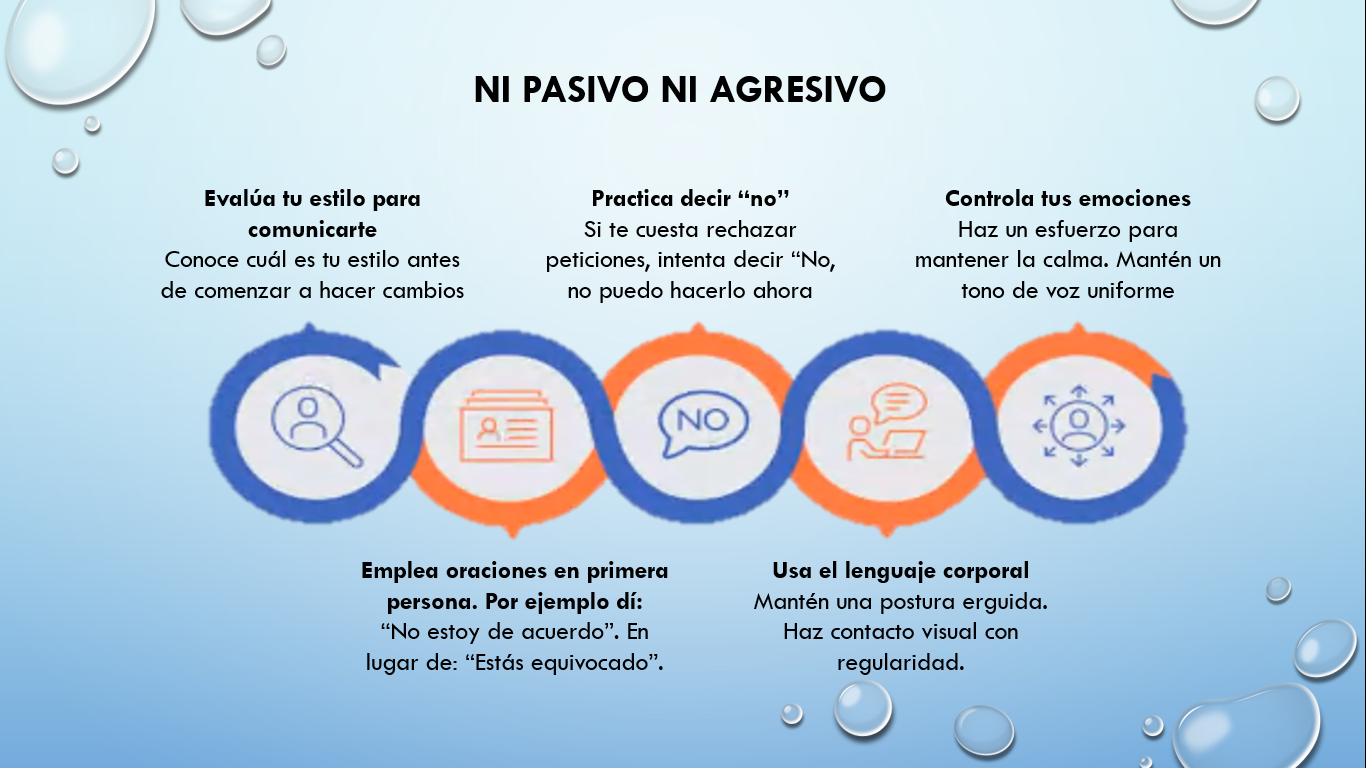 NI PASIVO NI AGRESIVO
Evalúa tu estilo para
comunicarte
Conoce cuál es tu estilo antes
de comenzar a hacer cambios
Practica decir “no”
Si te cuesta rechazar
peticiones, intenta decir “No,
no puedo hacerlo ahora
Controla tus emociones
Haz un esfuerzo para
mantener la calma. Mantén un
tono de voz uniforme
NO
Emplea oraciones en primera
persona. Por ejemplo dí:
“No estoy de acuerdo”. En
lugar de: “Estás equivocado”.
Usa el lenguaje corporal
Mantén una postura erguida.
Haz contacto visual con
regularidad.